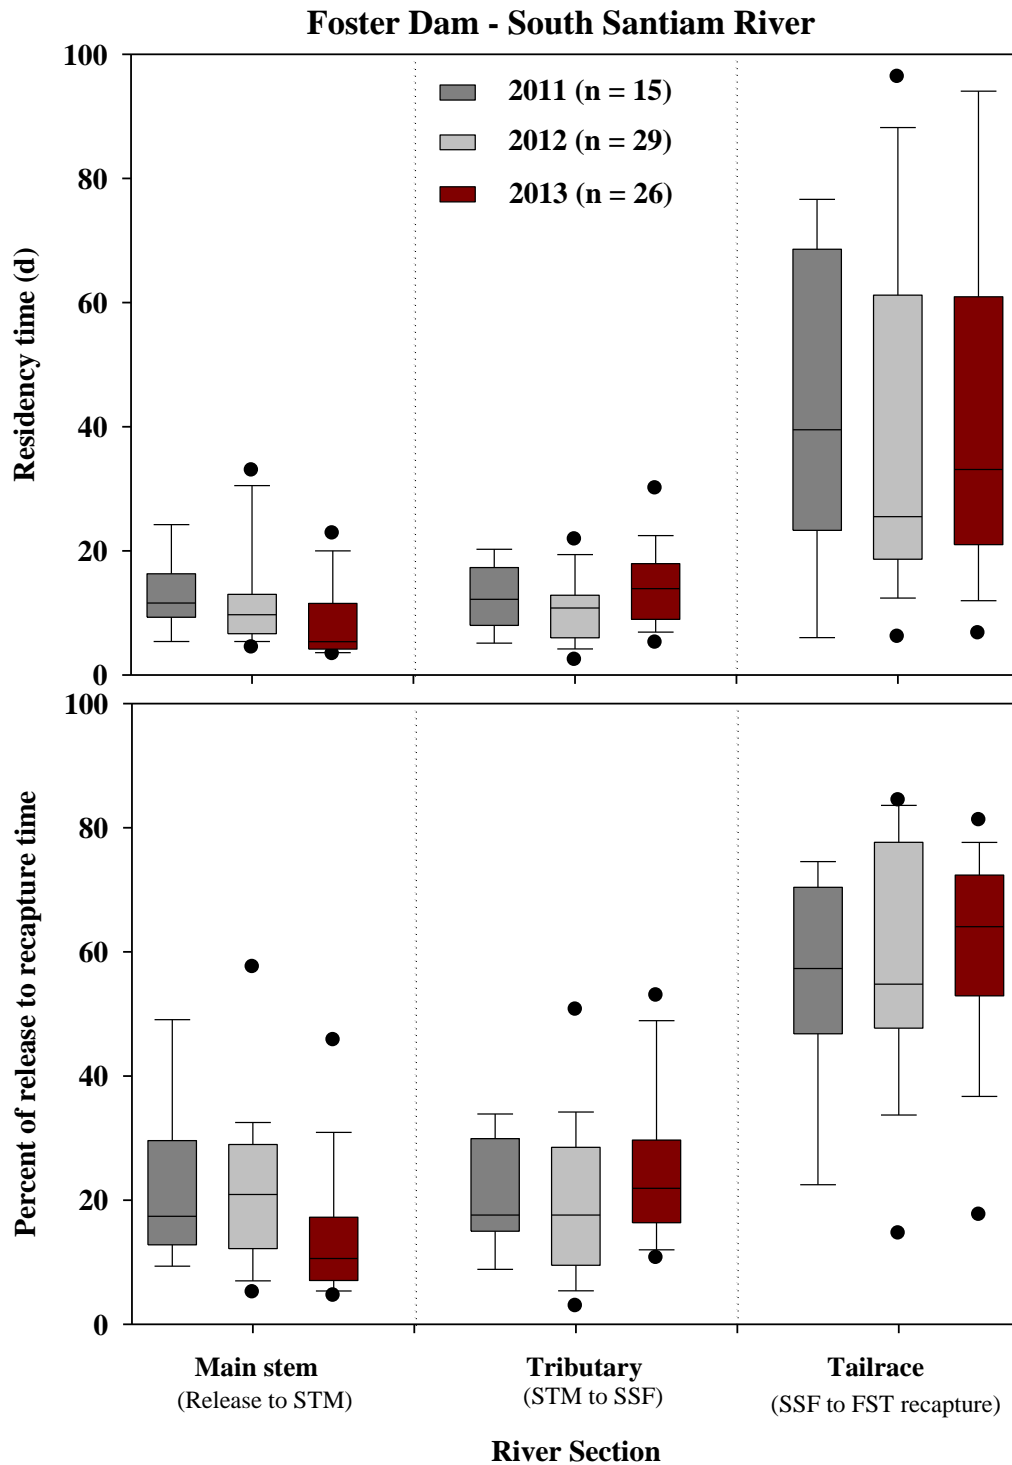 Foster Dam - South Santiam River
100
80
60
40
20
0
Residency time (d)
2011 (n = 15)
2012 (n = 29)
2013 (n = 26)
100
80
60
40
20
0
Percent of release to recapture time
Main stem
(Release to STM)
Tributary
(STM to SSF)
Tailrace
(SSF to FST recapture)
River Section